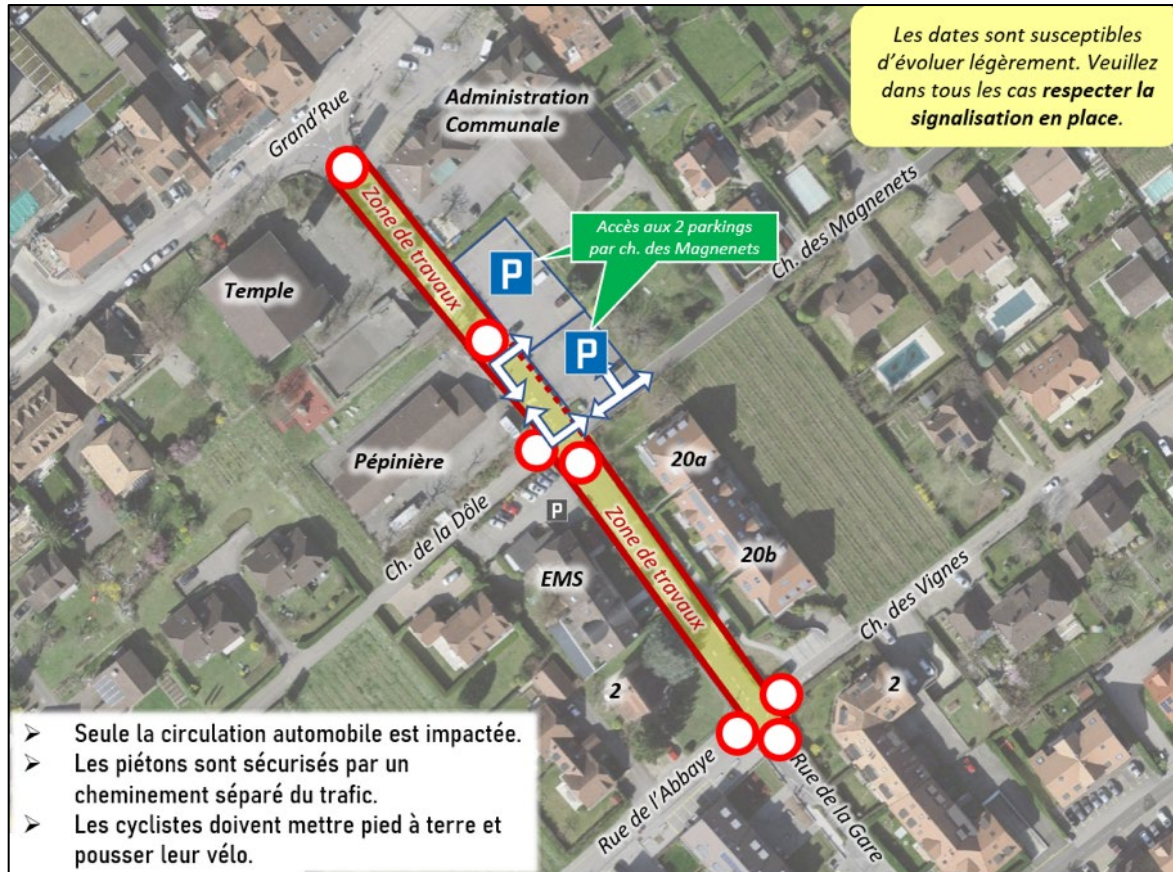 Les dates sont susceptibles
d'évoluer légèrement. Veuillez
dans tous les cas respecter la
signalisation en place.
Grand'Rue
Administration
Communale
Zone de travaux
Accès aux 2 parkings
par ch. des Magnenets
Ch. des Magnenets
P
Temple
P
Pépinière
20a
Ch. de la Dôle
P
Zone de travaux
20b
EMS
Ch. des Vignes
2
2
Rue de l'Abbaye
Rue de la Gare
➤ Seule la circulation automobile est impactée.
➤ Les piétons sont sécurisés par un
cheminement séparé du trafic.
➤ Les cyclistes doivent mettre pied à terre et
pousser leur vélo.